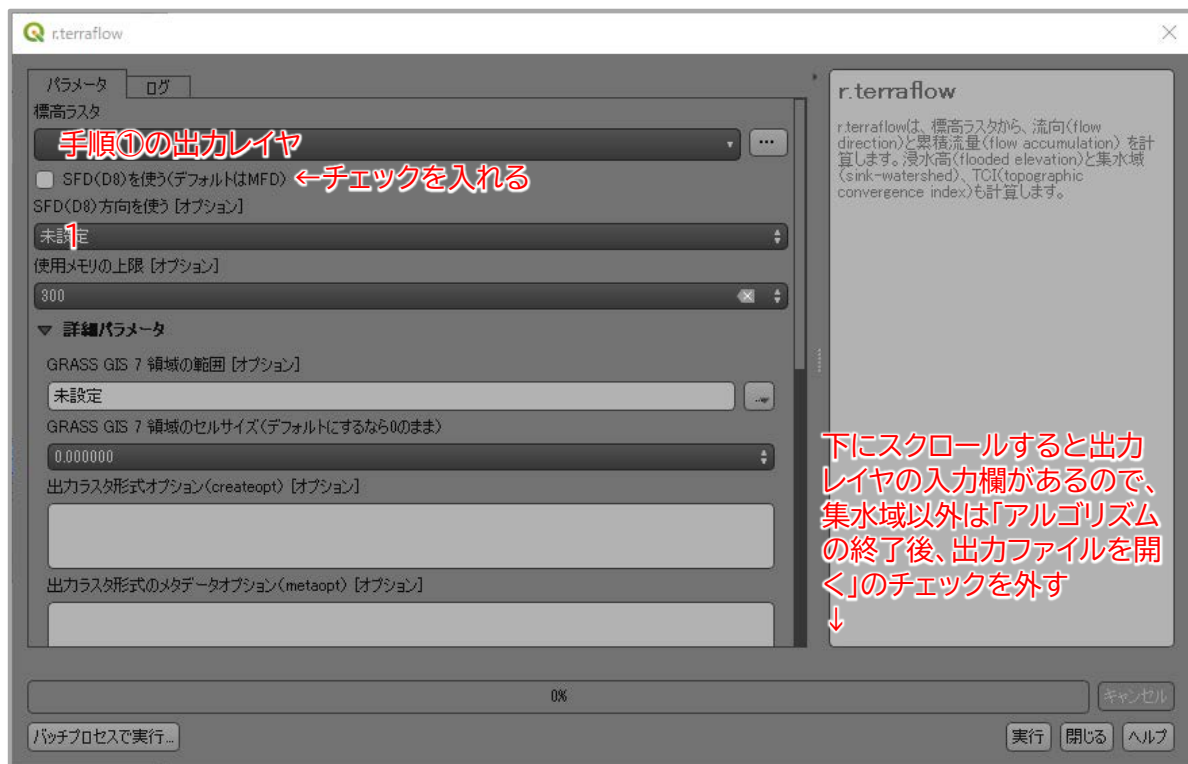 r.terraflow
パラメータ
ログ
標高ラスタ
手順①の出力レイヤ
...
SFD(D8)を使う(デフォルトはMFD)
←チェックを入れる
SFD(D8)方向を使う [オプション]
未設定
1
使用メモリの上限 [オプション]
300
詳細パラメータ
GRASS GIS 7 領域の範囲 [オプション]
未設定
GRASS GIS 7 領域のセルサイズ(デフォルトにするなら0のまま)
0.000000
出力ラスタ形式オプション(createopt) [オプション]
出力ラスタ形式のメタデータオプション(metaopt) [オプション]
r.terraflow
r.terraflowは、標高ラスタから、流向(flow
direction)と累積流量(flow accumulation) を計
算します。浸水高(flooded elevation)と集水域
(sink-watershed)、TCI(topographic
convergence index)も計算します。
下にスクロールすると出力
レイヤの入力欄があるので、
集水域以外は「アルゴリズム
の終了後、出力ファイルを開
く」のチェックを外す
↓
0%
キャンセル
バッチプロセスで実行...
実行
閉じる
ヘルプ